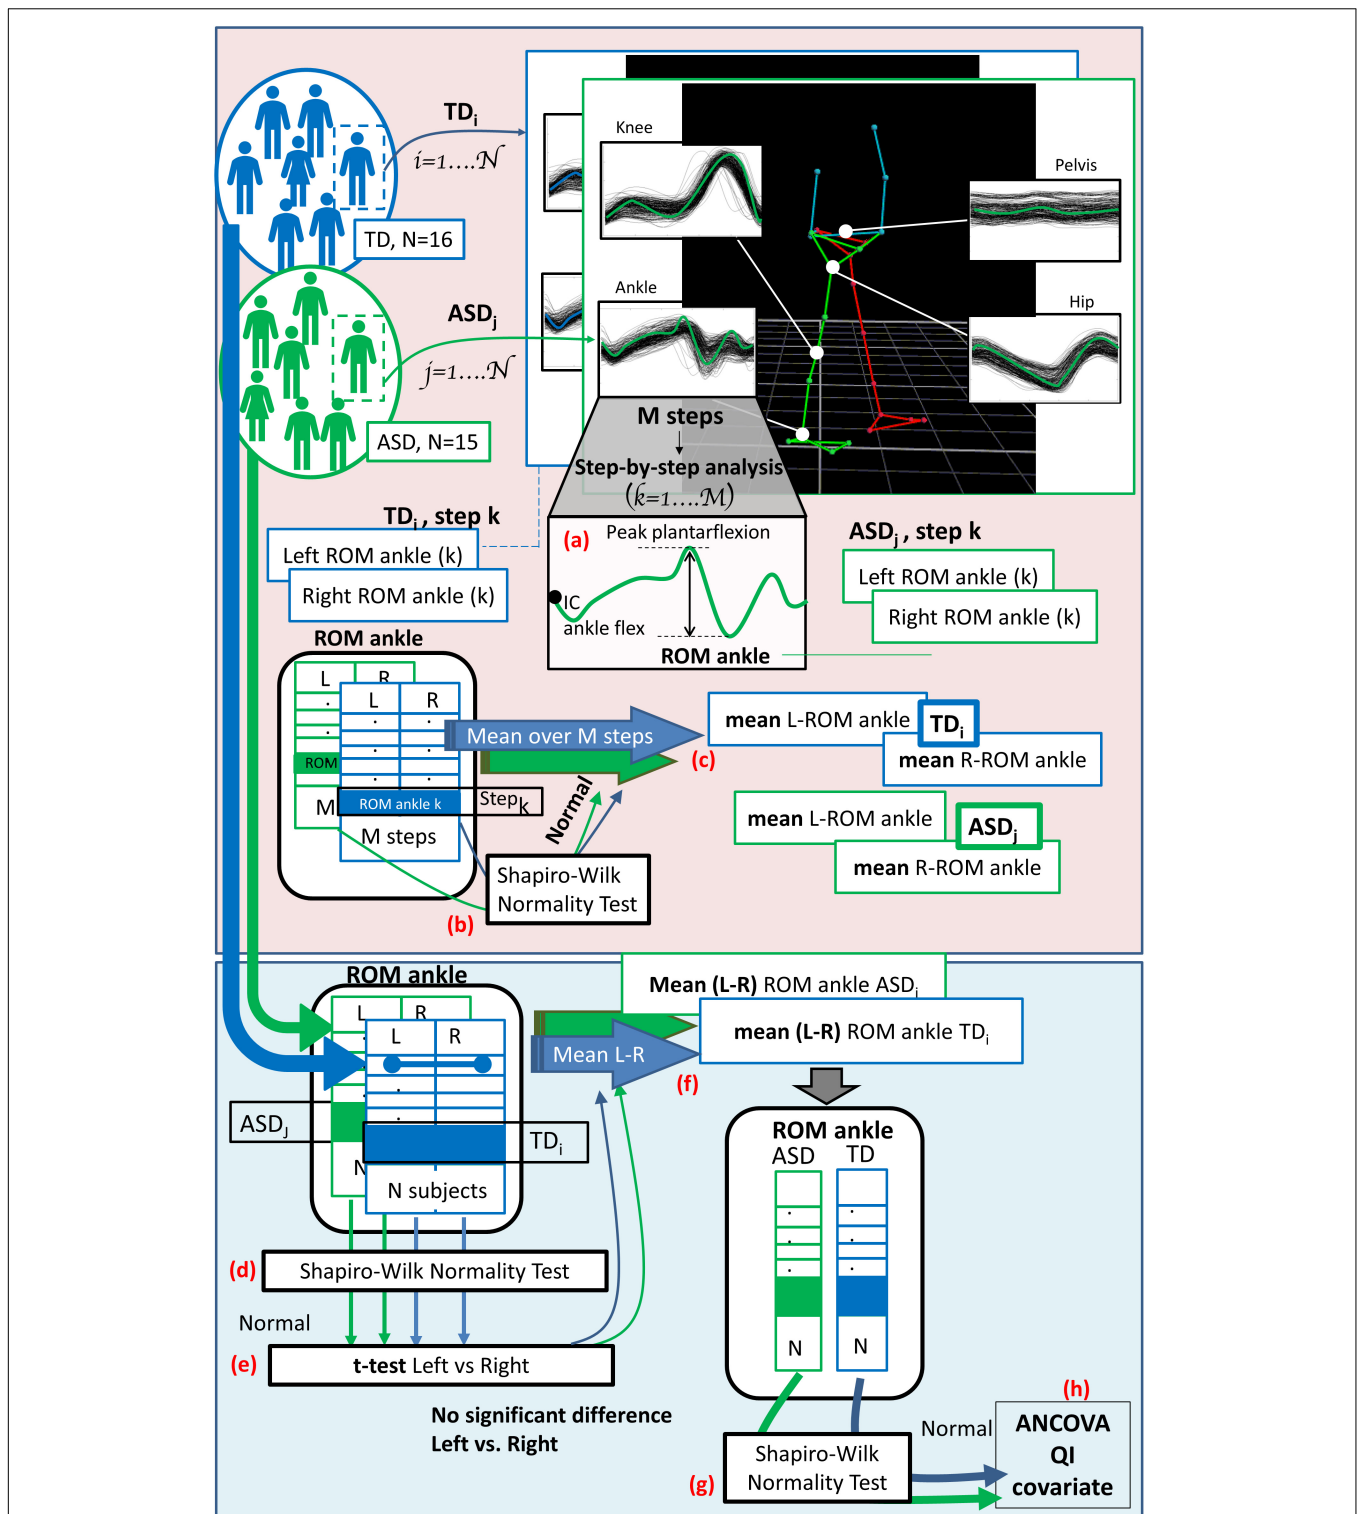 TDi
i=1....N
TD, N=16
Knee
Pelvis
Ankle
Hip
ASDj
j=1....N
ASD, N=15
M steps
Step-by-step analysis
(k=1....M)
TDi , step k
Left ROM ankle (k)
Right ROM ankle (k)
(a)
Peak plantarflexion
IC
ankle flex
ROM ankle
ASDj , step k
Left ROM ankle (k)
Right ROM ankle (k)
ROM ankle
L R
L R
ROM
M
ROM ankle k
Stepk
M steps
Mean over M steps
(c)
mean L-ROM ankle
TDi
mean R-ROM ankle
mean L-ROM ankle
ASDj
mean R-ROM ankle
Normal
Shapiro-Wilk
Normality Test
(b)
ROM ankle
L R
L R
ASDJ
TDi
N
N subjects
Mean (L-R) ROM ankle ASDi
mean (L-R) ROM ankle TDi
Mean L-R
(f)
(d)
Shapiro-Wilk Normality Test
Normal
(e)
t-test Left vs Right
No significant difference
Left vs. Right
ROM ankle
ASD TD
N N
(g)
Shapiro-Wilk
Normality Test
Normal
(h)
ANCOVA
QI
covariate